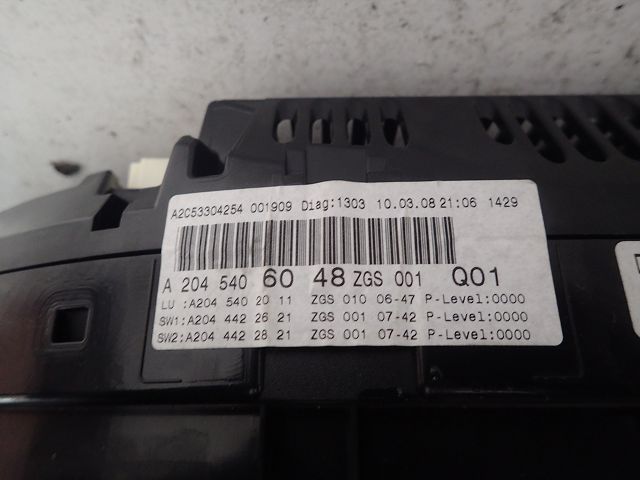 A2C53304254 001909 Diag:1303 10.03.08 21:06 1429
A 204 540 60 48 ZGS 001 Q01
LU :A204 540 20 11 ZGS 010 06-47 P-Level:0000
SW1:A204 442 26 21 ZGS 001 07-42 P-Level:0000
SW2:A204 442 28 21 ZGS 001 07-42 P-Level:0000